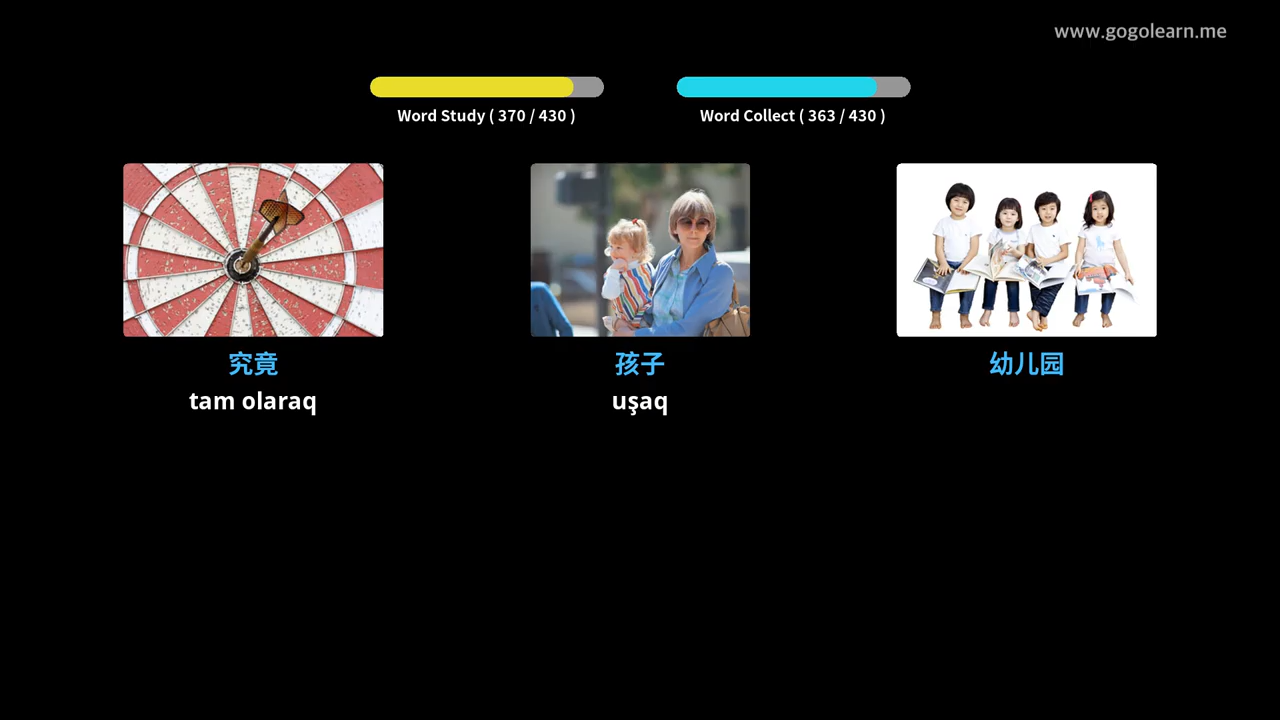 www.gogolearn.me
Word Study ( 370 / 430 )
Word Collect ( 363 / 430 )
究竟
孩子
幼儿园
tam olaraq
uşaq